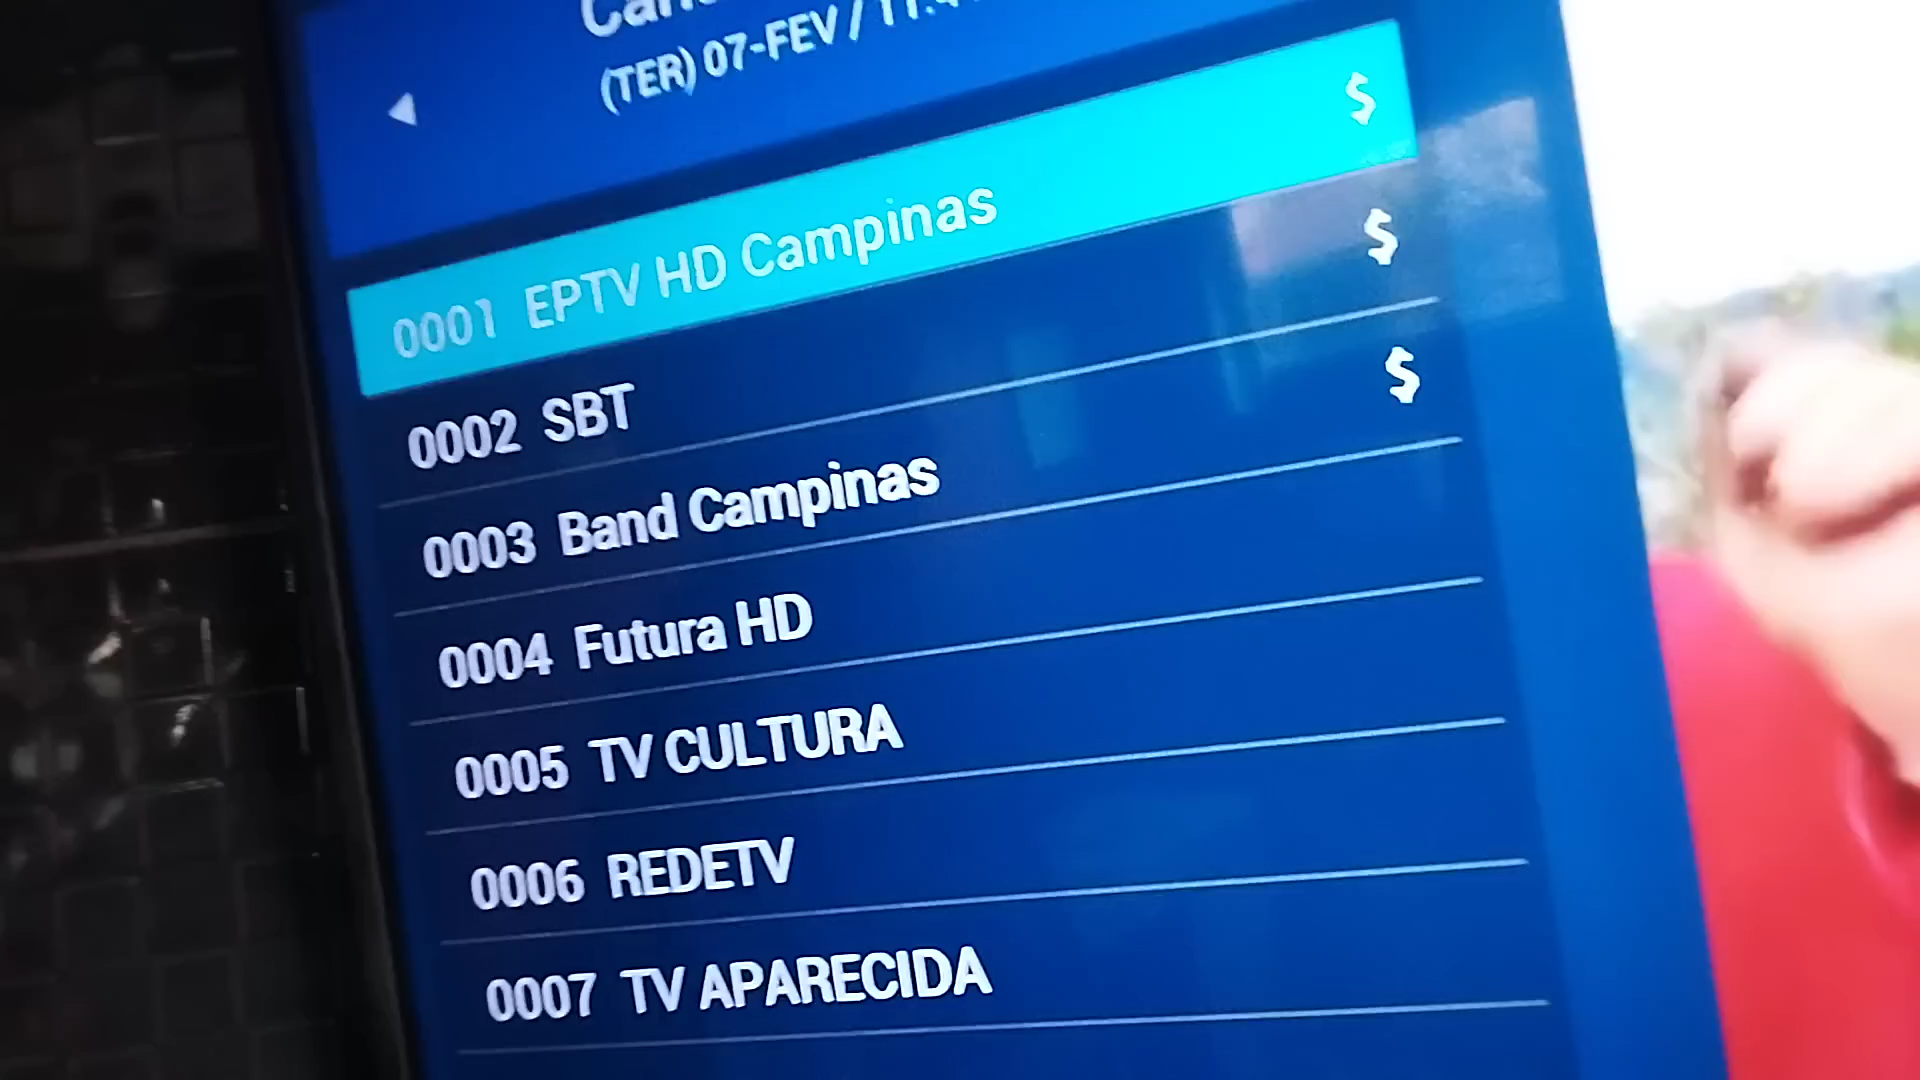 (TER) 07-FEV /
0001 EPTV HD Campinas $
0002 SBT $
0003 Band Campinas $
0004 Futura HD
0005 TV CULTURA
0006 REDETV
0007 TV APARECIDA